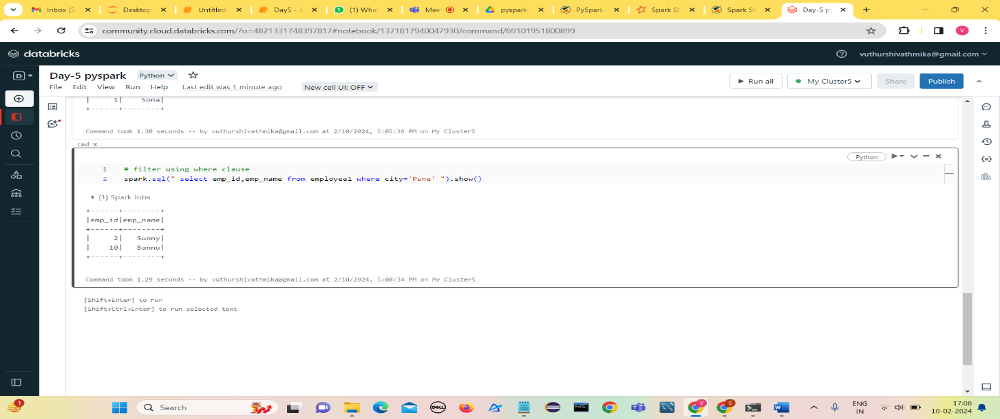 Inbox (5
Desktop
Untitled
Day5 - J
(1) What
Mee
pyspark
PySpark
Spark SC
Spark SC
Day-5 py
community.cloud.databricks.com/?o=4821331748397817#notebook/1371817940047930/command/69101951800899
V
databricks
vuthurshivathmika@gmail.com
D
Day-5 pyspark
Python
File Edit View Run Help Last edit was 1 minute ago New cell UI: OFF
Run all
My Cluster5
Share
Publish
| 1| Sona|
+------+--------+
Command took 1.30 seconds -- by vuthurshivathmika@gmail.com at 2/10/2024, 5:05:36 PM on My Cluster5
Cmd 8
Python
1 # filter using where clause
2 spark.sql(" select emp_id,emp_name from employee1 where city='Pune' ").show()
(1) Spark Jobs
+------+--------+
|emp_id|emp_name|
+------+--------+
| 2| Sunny|
| 10| Bannu|
+------+--------+
Command took 1.29 seconds -- by vuthurshivathmika@gmail.com at 2/10/2024, 5:08:34 PM on My Cluster5
[Shift+Enter] to run
[Shift+Ctrl+Enter] to run selected text
1
Search
DELL
V
S
ENG
IN
17:08
10-02-2024